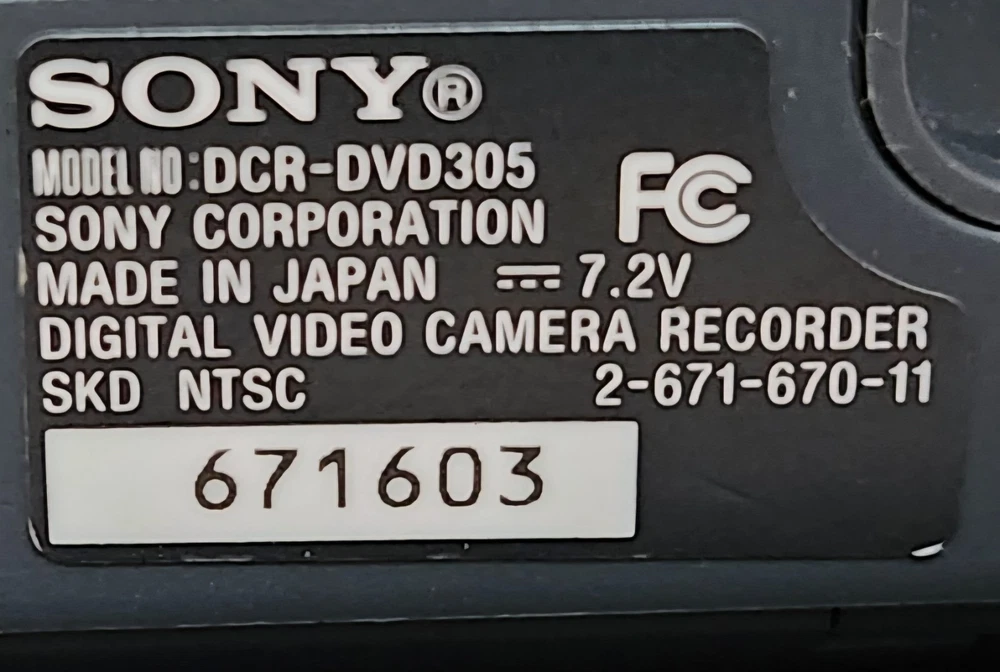 SONY®
MODEL NO:DCR-DVD305
SONY CORPORATION
FC
MADE IN JAPAN ⎓ 7.2V
DIGITAL VIDEO CAMERA RECORDER
SKD NTSC 2-671-670-11
671603